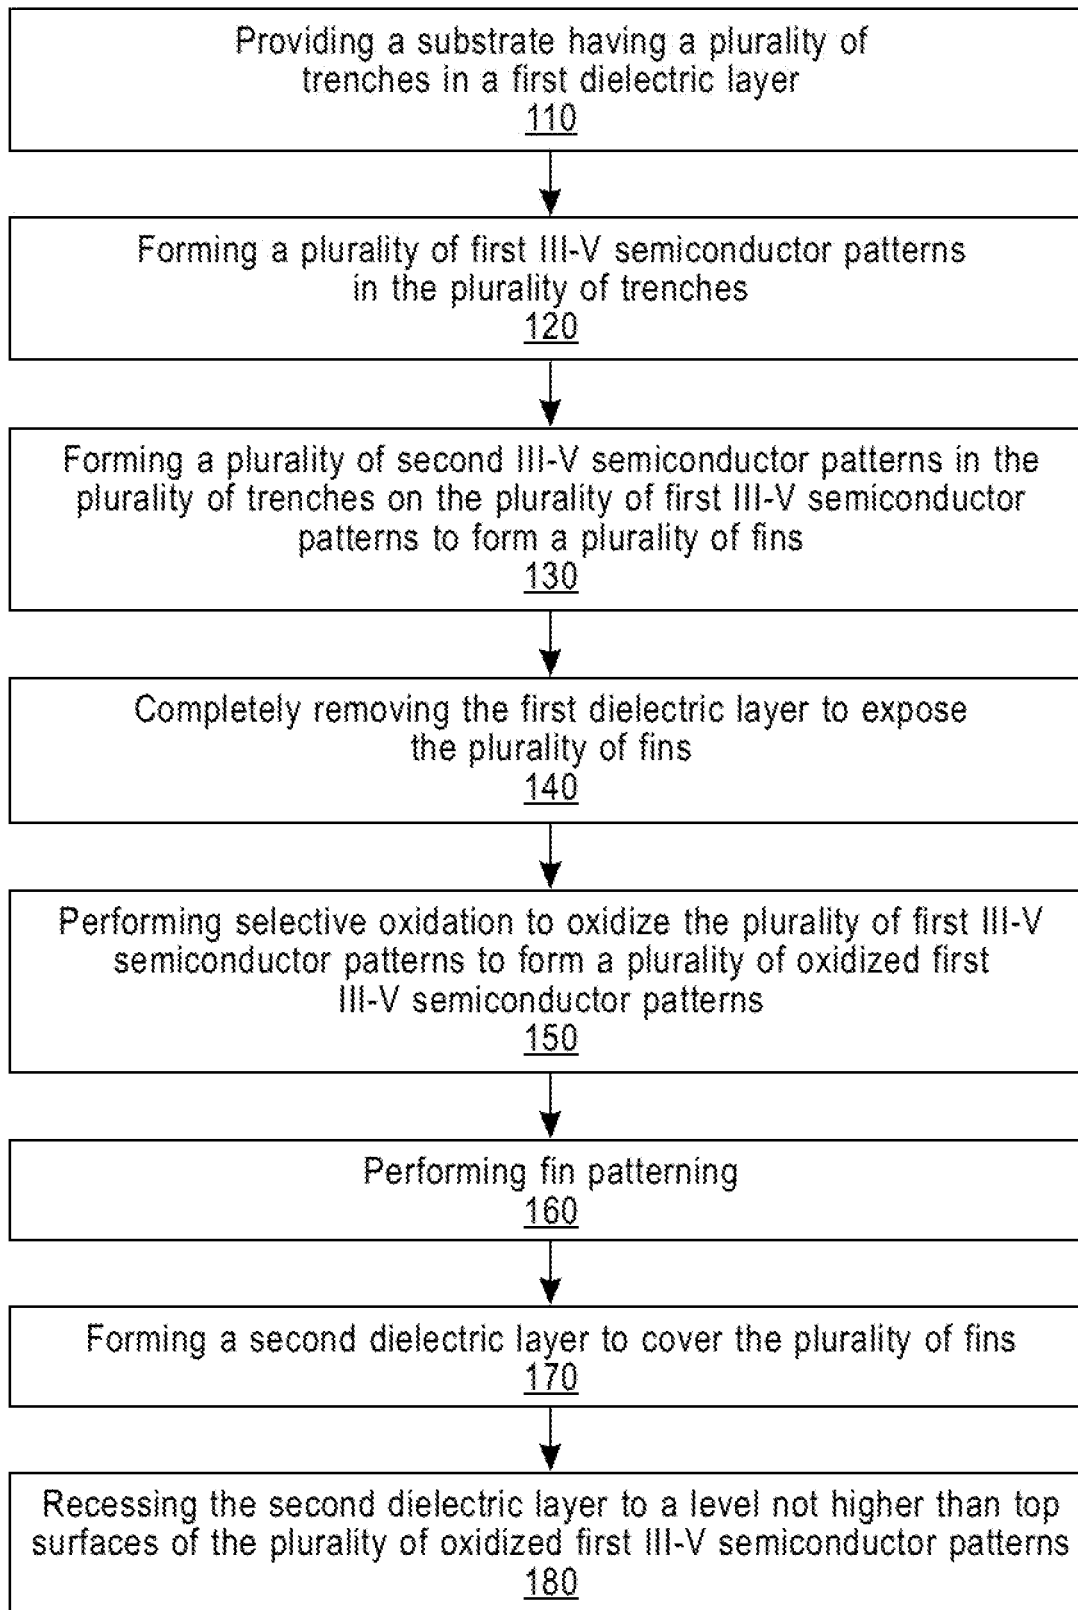 Providing a substrate having a plurality of
trenches in a first dielectric layer
110
Forming a plurality of first III-V semiconductor patterns
in the plurality of trenches
120
Forming a plurality of second III-V semiconductor patterns in the
plurality of trenches on the plurality of first III-V semiconductor
patterns to form a plurality of fins
130
Completely removing the first dielectric layer to expose
the plurality of fins
140
Performing selective oxidation to oxidize the plurality of first III-V
semiconductor patterns to form a plurality of oxidized first
III-V semiconductor patterns
150
Performing fin patterning
160
Forming a second dielectric layer to cover the plurality of fins
170
Recessing the second dielectric layer to a level not higher than top
surfaces of the plurality of oxidized first III-V semiconductor patterns
180